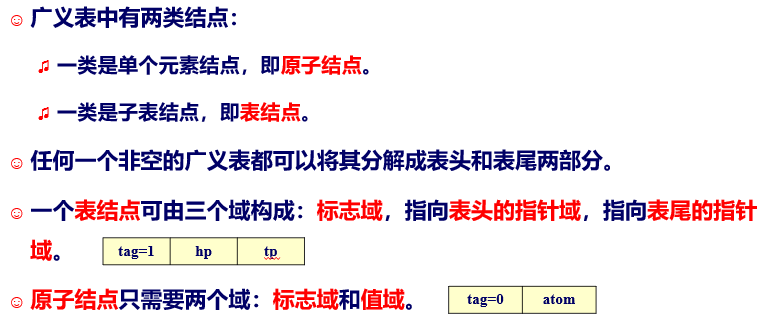 ☺ 广义表中有两类结点：
♫ 一类是单个元素结点，即原子结点。
♫ 一类是子表结点，即表结点。
☺ 任何一个非空的广义表都可以将其分解成表头和表尾两部分。
☺ 一个表结点可由三个域构成：标志域，指向表头的指针域，指向表尾的指针
域。 tag=1 hp tp
☺ 原子结点只需要两个域：标志域和值域。 tag=0 atom